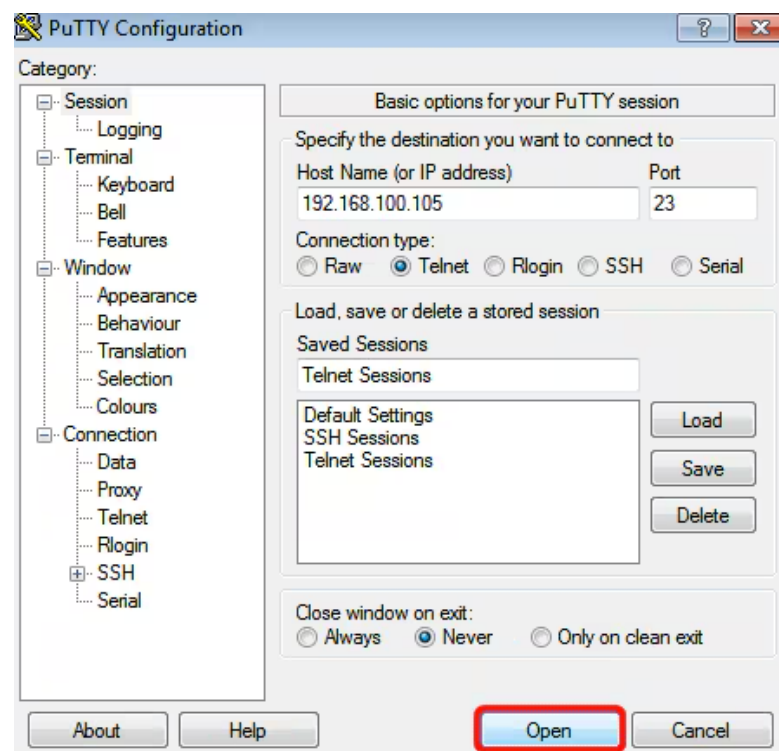 PuTTY Configuration
Category:
Session
Logging
Terminal
Keyboard
Bell
Features
Window
Appearance
Behaviour
Translation
Selection
Colours
Connection
Data
Proxy
Telnet
Rlogin
SSH
Serial
Basic options for your PuTTY session
Specify the destination you want to connect to
Host Name (or IP address) Port
192.168.100.105 23
Connection type:
Raw Telnet Rlogin SSH Serial
Load, save or delete a stored session
Saved Sessions
Telnet Sessions
Default Settings
SSH Sessions
Telnet Sessions
Load
Save
Delete
Close window on exit:
Always Never Only on clean exit
About Help Open Cancel